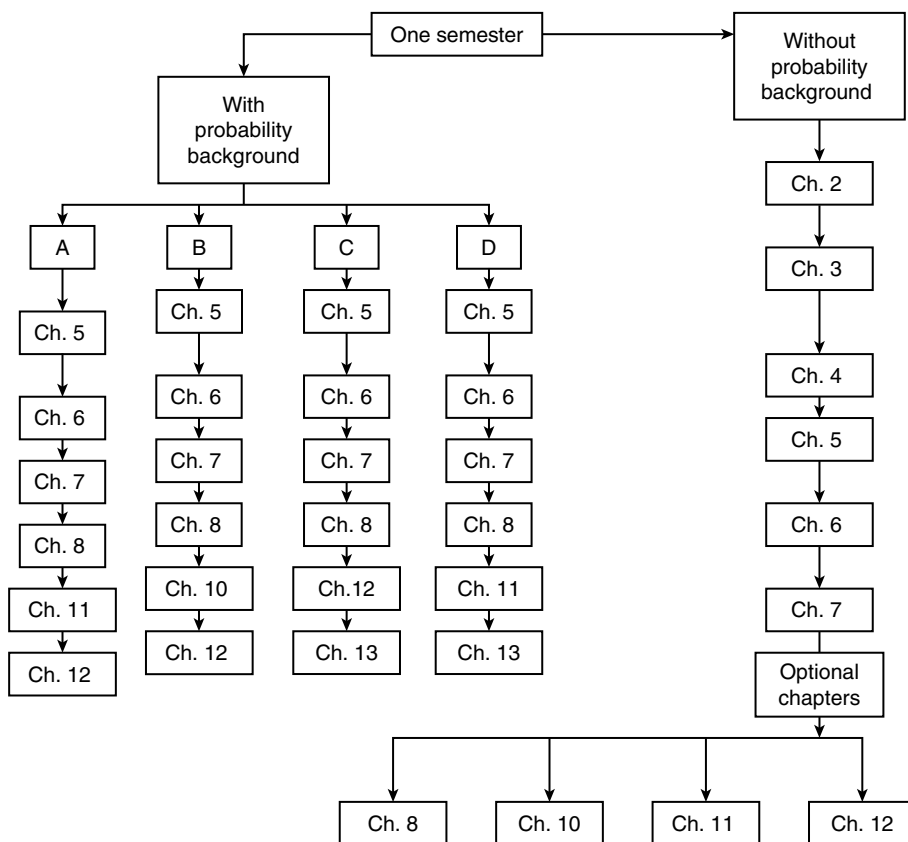 One semester
Without
probability
background
With
probability
background
A
Ch. 5
Ch. 6
Ch. 7
Ch. 8
Ch. 11
Ch. 12
B
Ch. 5
Ch. 6
Ch. 7
Ch. 8
Ch. 10
Ch. 12
C
Ch. 5
Ch. 6
Ch. 7
Ch. 8
Ch.12
Ch. 13
D
Ch. 5
Ch. 6
Ch. 7
Ch. 8
Ch. 11
Ch. 13
Ch. 2
Ch. 3
Ch. 4
Ch. 5
Ch. 6
Ch. 7
Optional
chapters
Ch. 8
Ch. 10
Ch. 11
Ch. 12